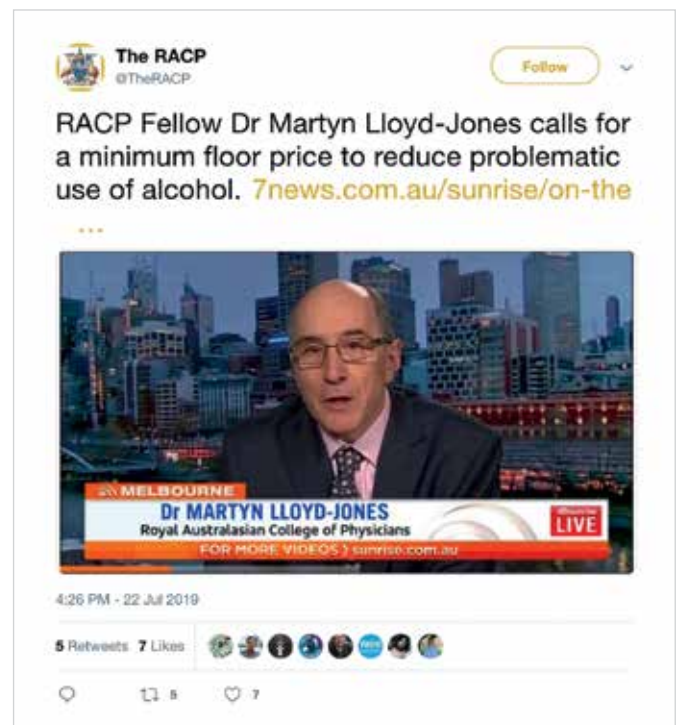 The RACP
@TheRACP
Follow
RACP Fellow Dr Martyn Lloyd-Jones calls for
a minimum floor price to reduce problematic
use of alcohol. 7news.com.au/sunrise/on-the
...
MELBOURNE
Dr MARTYN LLOYD-JONES
Royal Australasian College of Physicians
LIVE
FOR MORE VIDEOS › sunrise.com.au
4:26 PM - 22 Jul 2019
5 Retweets 7 Likes
5 7